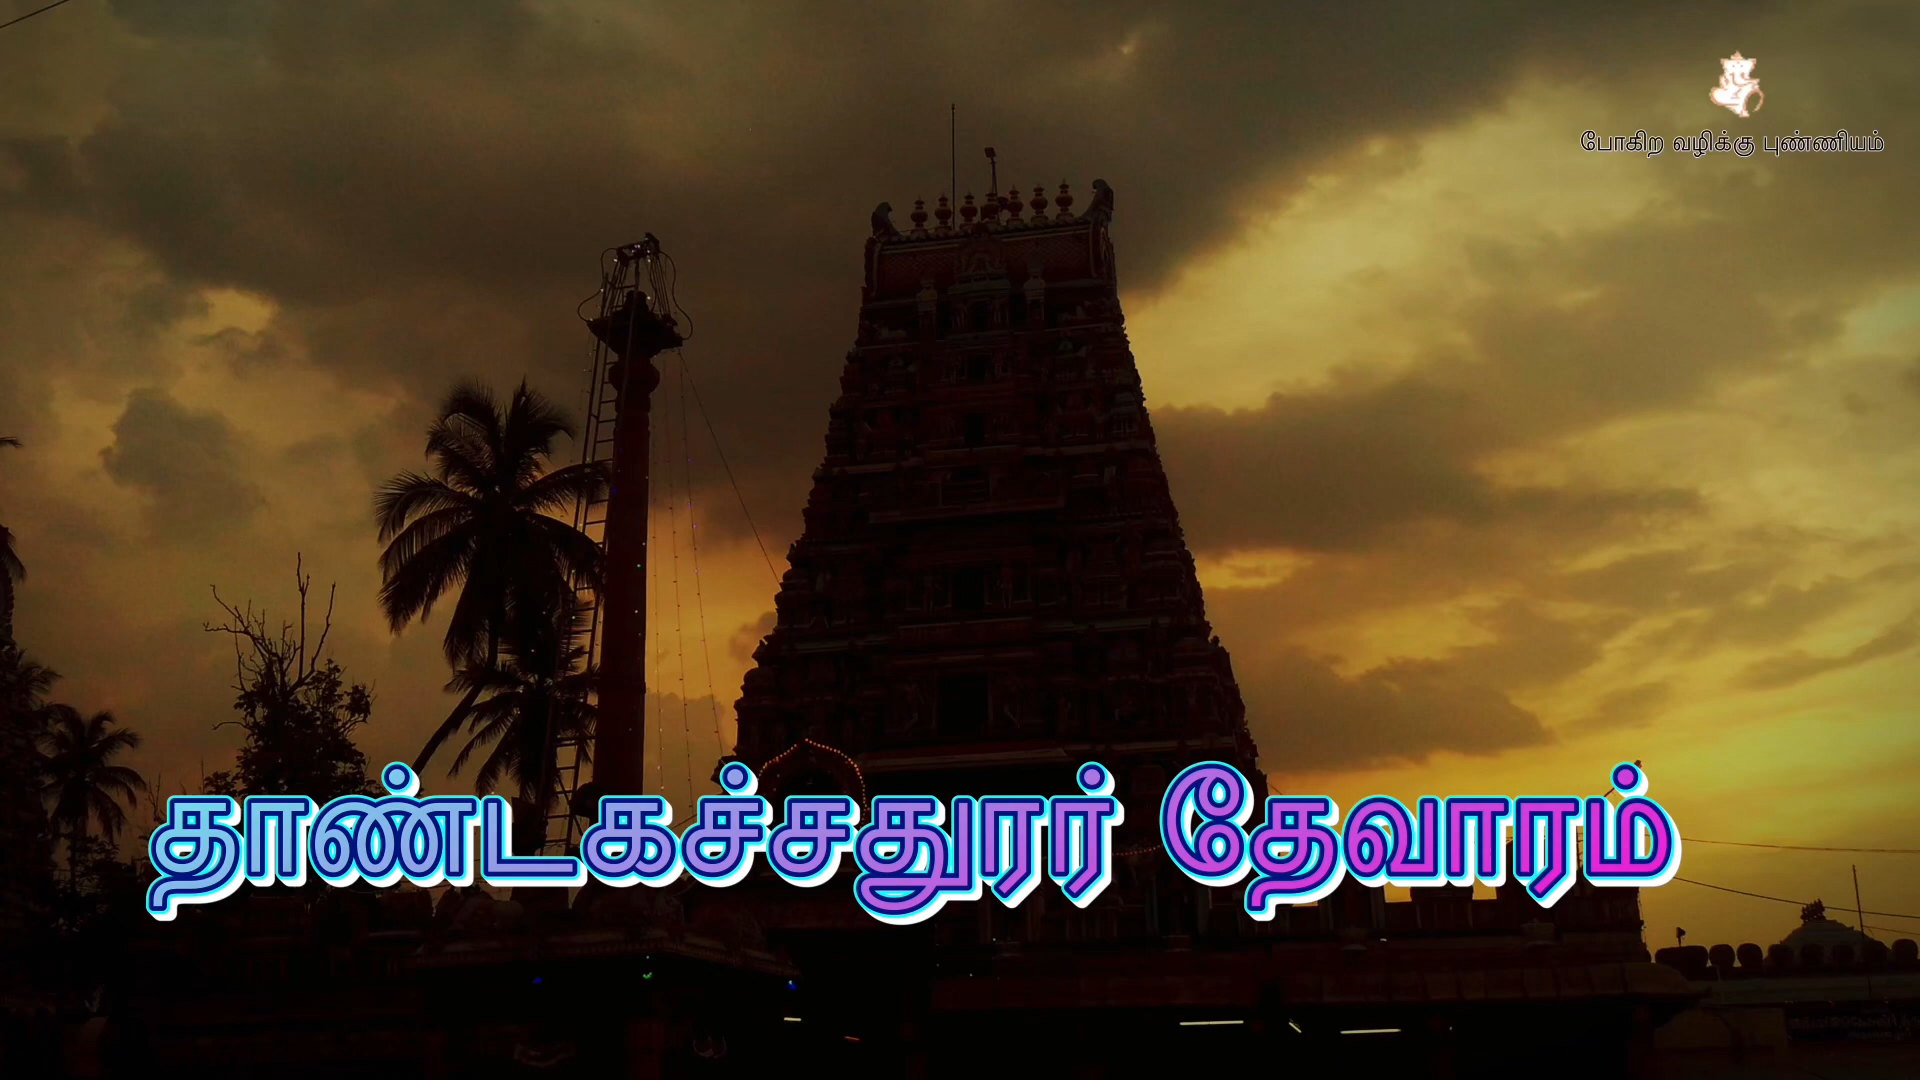 போகிற வழிக்கு புண்ணியம்
தாண்டகச்சதுரர் தேவாரம்